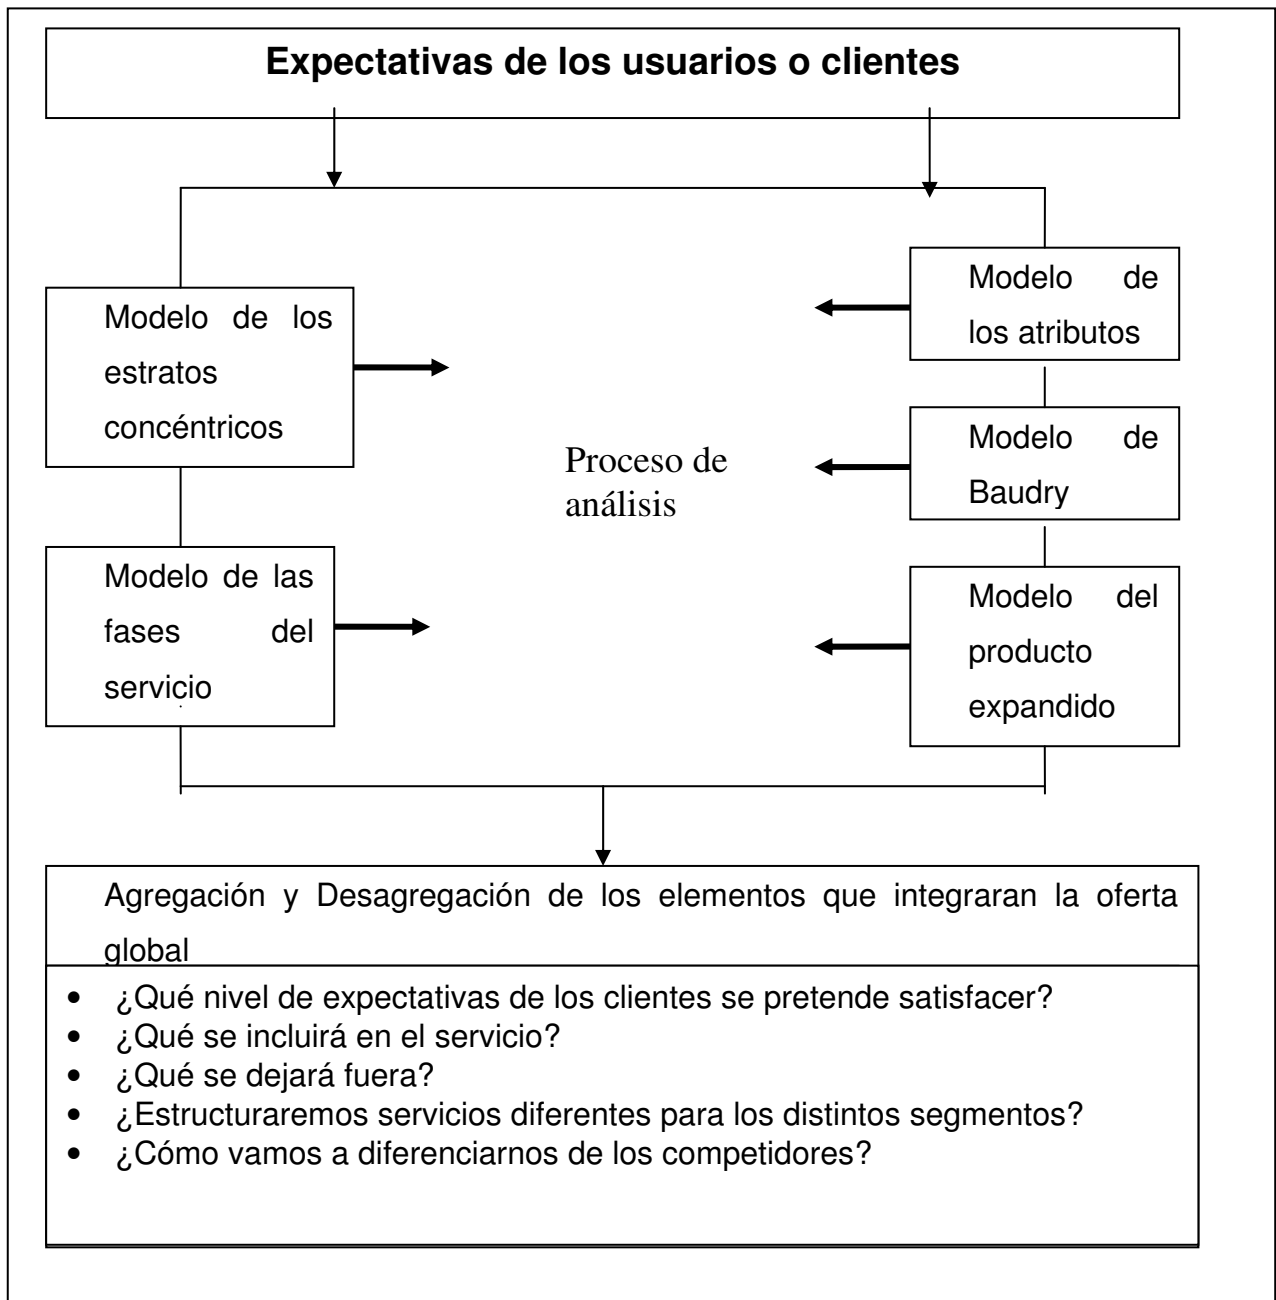 Expectativas de los usuarios o clientes
Modelo de los
estratos
concéntricos
Modelo de las
fases del
servicio
Proceso de
análisis
Modelo de
los atributos
Modelo de
Baudry
Modelo del
producto
expandido
Agregación y Desagregación de los elementos que integraran la oferta
global
• ¿Qué nivel de expectativas de los clientes se pretende satisfacer?
• ¿Qué se incluirá en el servicio?
• ¿Qué se dejará fuera?
• ¿Estructuraremos servicios diferentes para los distintos segmentos?
• ¿Cómo vamos a diferenciarnos de los competidores?